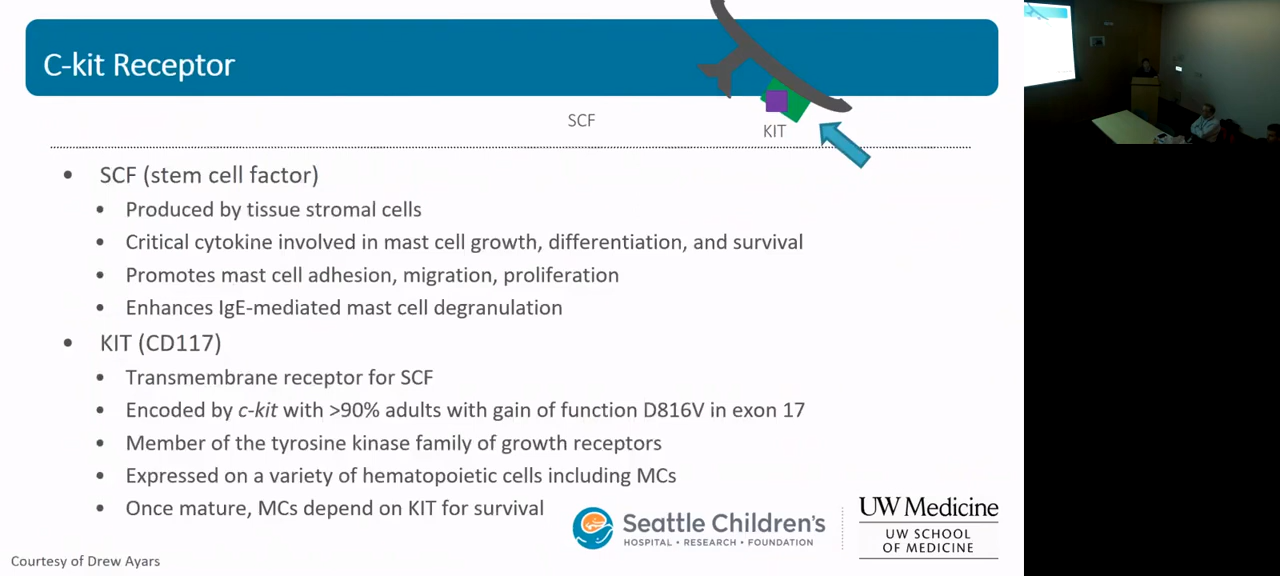 C-kit Receptor
SCF
KIT
SCF (stem cell factor)
Produced by tissue stromal cells
Critical cytokine involved in mast cell growth, differentiation, and survival
Promotes mast cell adhesion, migration, proliferation
Enhances IgE-mediated mast cell degranulation
KIT (CD117)
Transmembrane receptor for SCF
Encoded by c-kit with >90% adults with gain of function D816V in exon 17
Member of the tyrosine kinase family of growth receptors
Expressed on a variety of hematopoietic cells including MCs
Once mature, MCs depend on KIT for survival
Seattle Children's
HOSPITAL • RESEARCH • FOUNDATION
UW Medicine
UW SCHOOL
OF MEDICINE
Courtesy of Drew Ayars